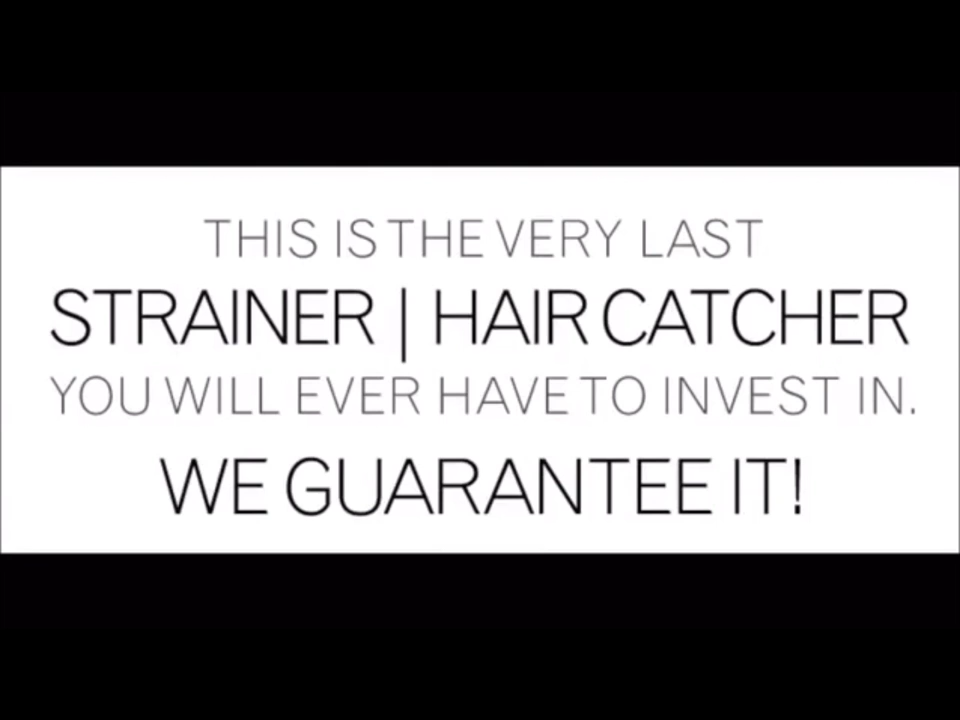 THIS IS THE VERY LAST
STRAINER | HAIR CATCHER
YOU WILL EVER HAVE TO INVEST IN.
WE GUARANTEE IT!